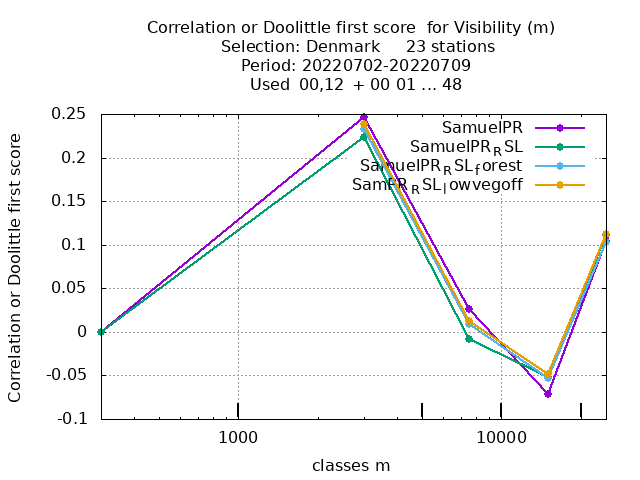 Correlation or Doolittle first score  for Visibility (m)
Selection: Denmark     23 stations
Period: 20220702-20220709
Used  00,12  + 00 01 ... 48
Correlation or Doolittle first score
0.25
0.2
0.15
0.1
0.05
0
-0.05
-0.1
SamuelPR
SamuelPR_RSL
SamuelPR_RSL_forest
SamPR_RSL_lowvegoff
1000
10000
classes m